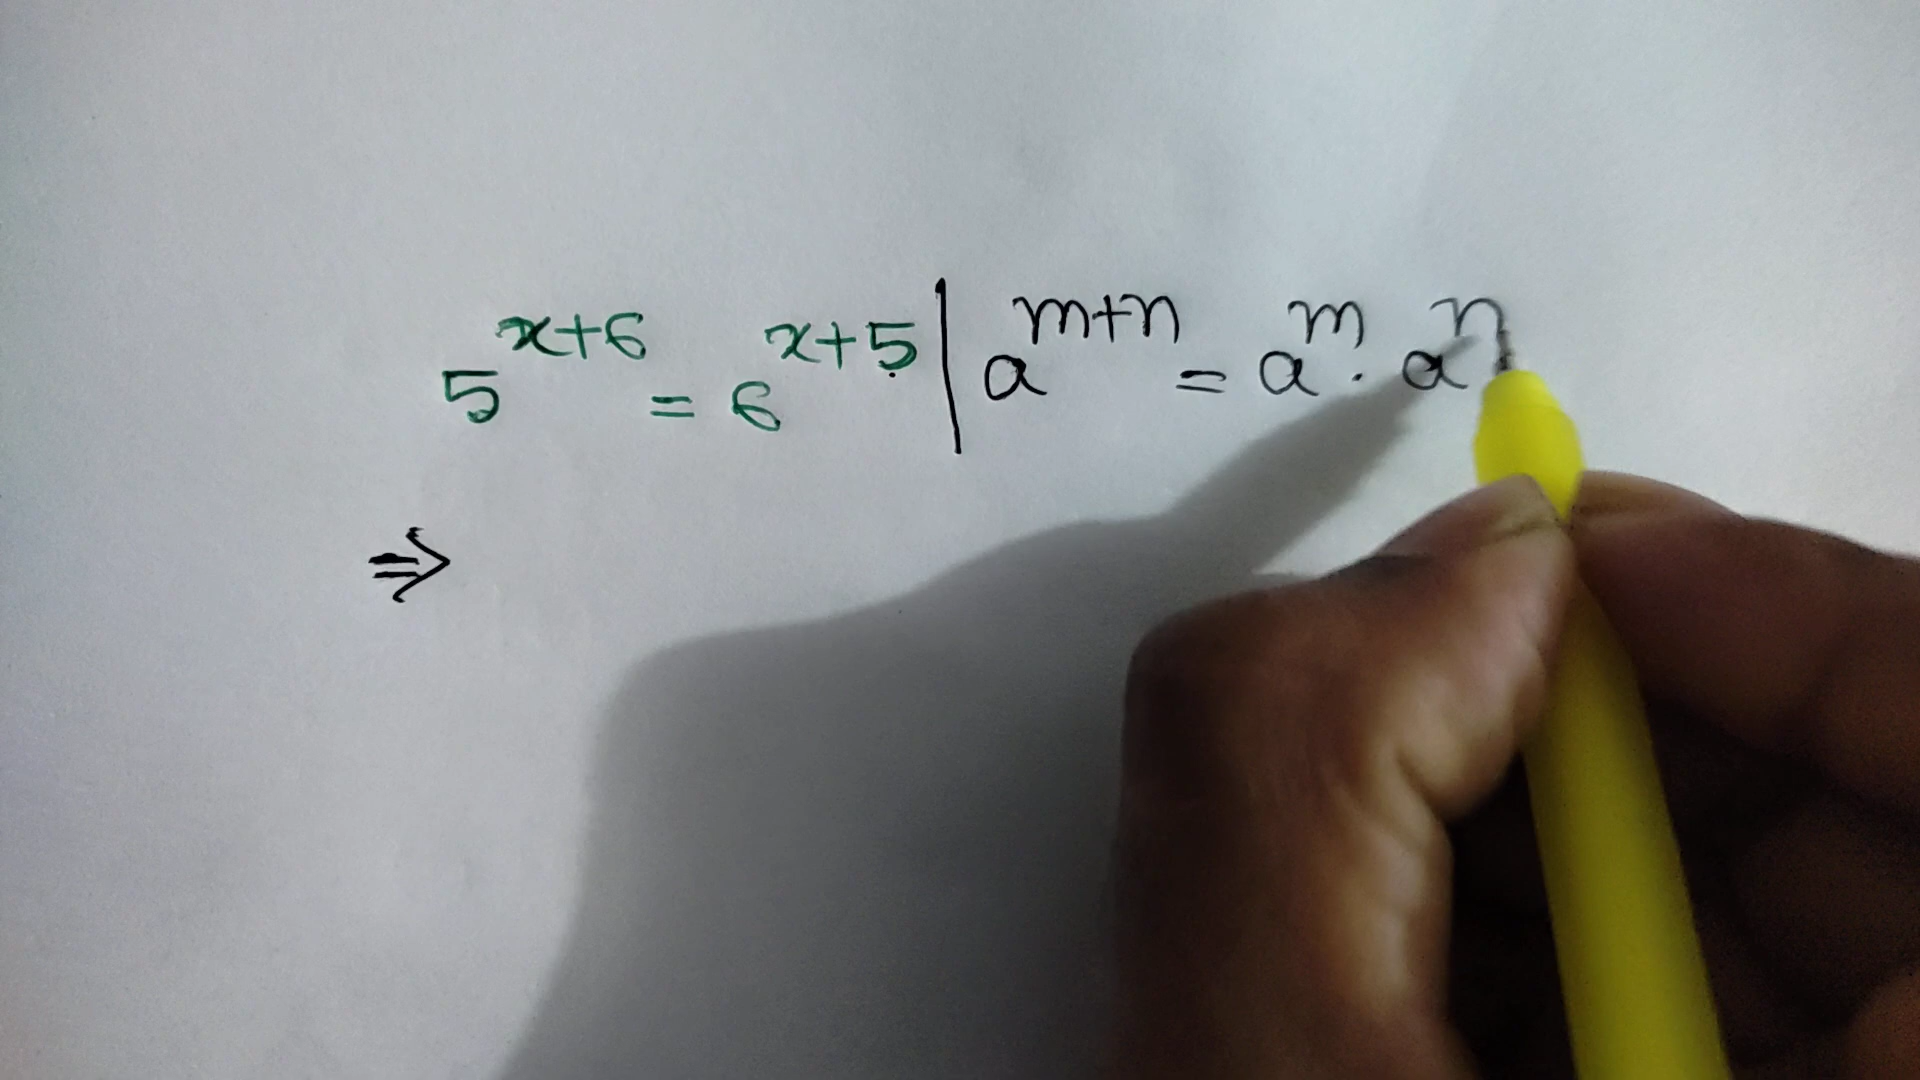 5^{x+6} = 6^{x+5} | a^{m+n} = a^m · a^n
⇒